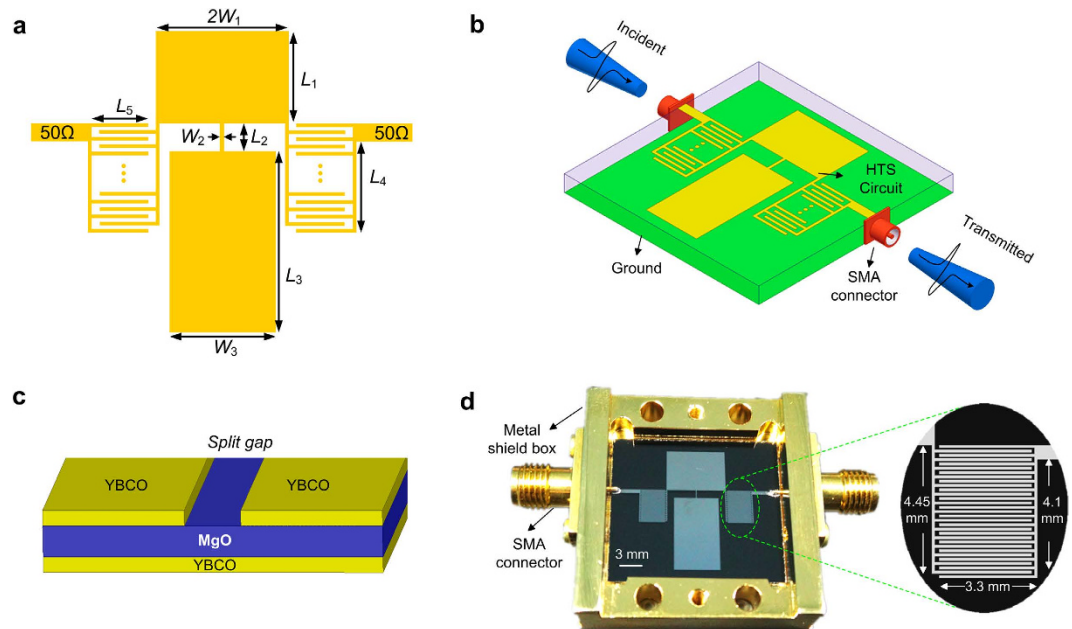 a
2W1
L1
L5
50Ω
W2
L2
50Ω
L4
L3
W3
b
Incident
HTS
Circuit
Ground
SMA
connector
Transmitted
c
Split gap
YBCO
YBCO
MgO
YBCO
d
Metal
shield box
SMA
connector
3 mm
4.45
mm
4.1
mm
3.3 mm